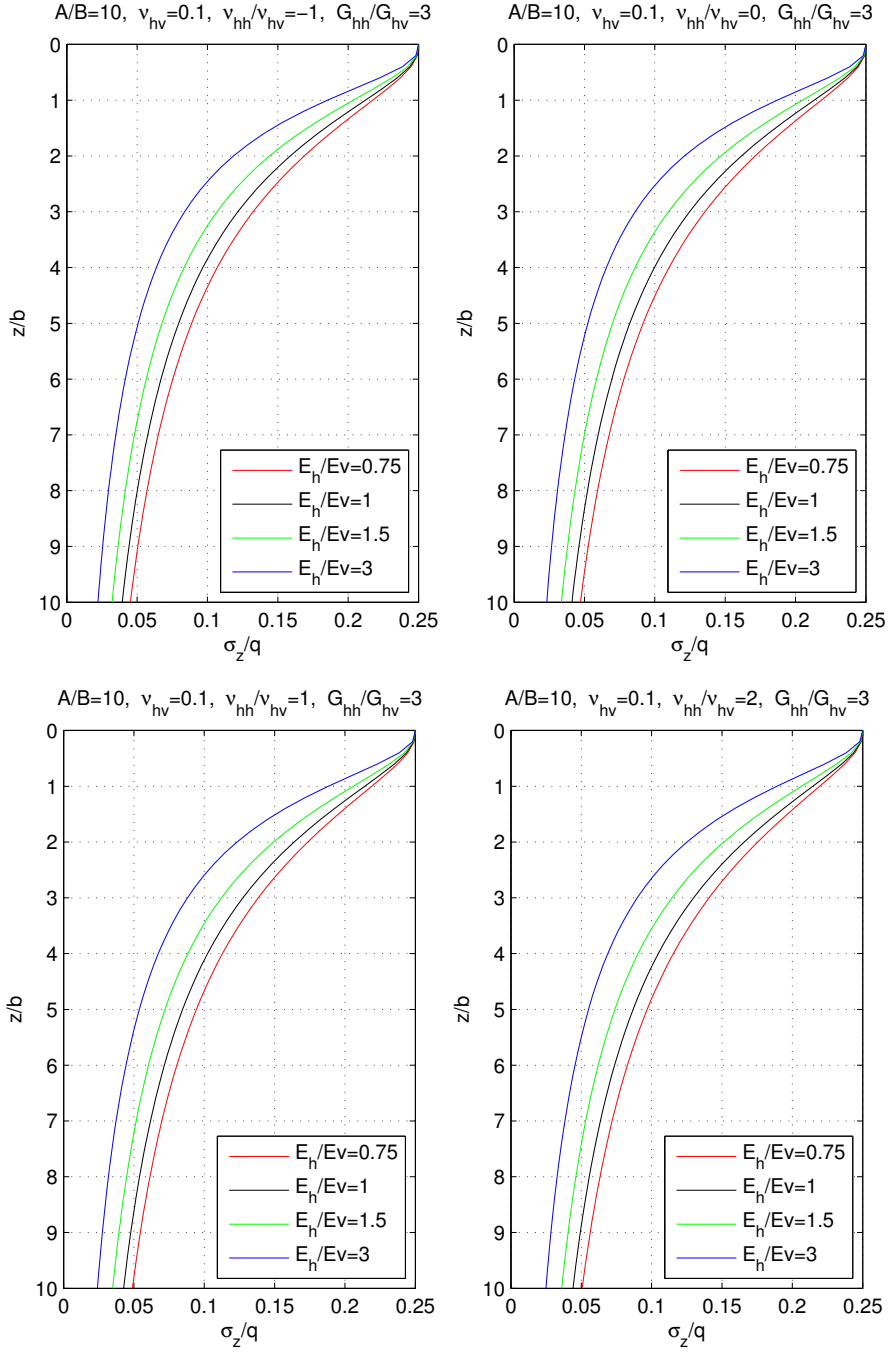 A/B=10, ν_hv=0.1, ν_hh/ν_hv=−1, G_hh/G_hv=3
0
1
2
3
4
5
6
7
8
9
10
z/b
0
0.05
0.1
0.15
0.2
0.25
σ_z/q
E_h/Ev=0.75
E_h/Ev=1
E_h/Ev=1.5
E_h/Ev=3
A/B=10, ν_hv=0.1, ν_hh/ν_hv=0, G_hh/G_hv=3
0
1
2
3
4
5
6
7
8
9
10
z/b
0
0.05
0.1
0.15
0.2
0.25
σ_z/q
E_h/Ev=0.75
E_h/Ev=1
E_h/Ev=1.5
E_h/Ev=3
A/B=10, ν_hv=0.1, ν_hh/ν_hv=1, G_hh/G_hv=3
0
1
2
3
4
5
6
7
8
9
10
z/b
0
0.05
0.1
0.15
0.2
0.25
σ_z/q
E_h/Ev=0.75
E_h/Ev=1
E_h/Ev=1.5
E_h/Ev=3
A/B=10, ν_hv=0.1, ν_hh/ν_hv=2, G_hh/G_hv=3
0
1
2
3
4
5
6
7
8
9
10
z/b
0
0.05
0.1
0.15
0.2
0.25
σ_z/q
E_h/Ev=0.75
E_h/Ev=1
E_h/Ev=1.5
E_h/Ev=3